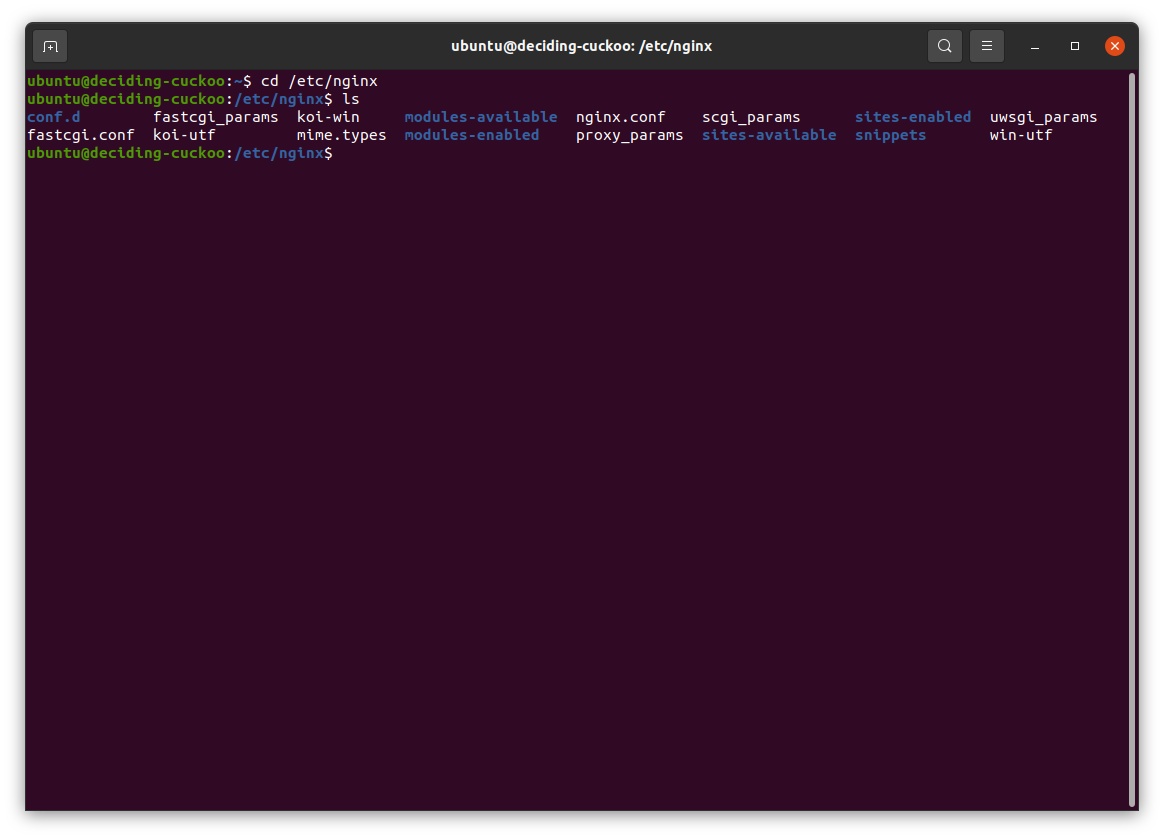 ubuntu@deciding-cuckoo: /etc/nginx
ubuntu@deciding-cuckoo:~$ cd /etc/nginx
ubuntu@deciding-cuckoo:/etc/nginx$ ls
conf.d        fastcgi_params  koi-win     modules-available  nginx.conf    scgi_params      sites-enabled  uwsgi_params
fastcgi.conf  koi-utf         mime.types  modules-enabled    proxy_params  sites-available  snippets       win-utf
ubuntu@deciding-cuckoo:/etc/nginx$